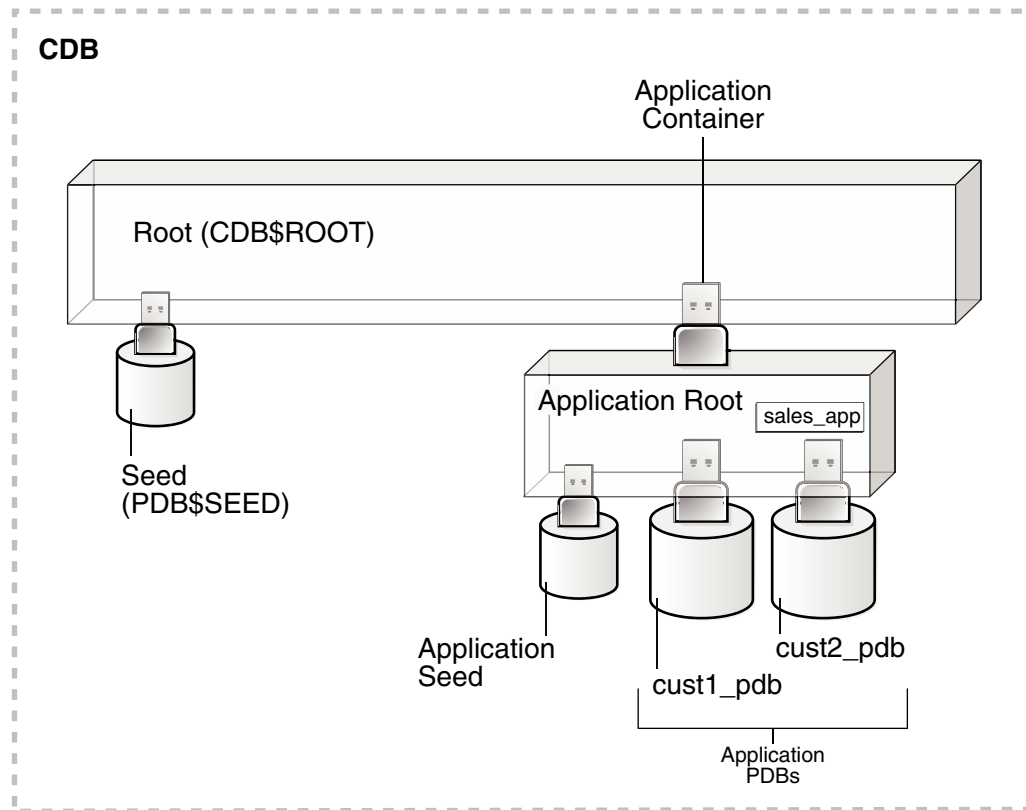 CDB
Application
Container
Root (CDB$ROOT)
Application Root
sales_app
Seed
(PDB$SEED)
Application
Seed
cust1_pdb
cust2_pdb
Application
PDBs